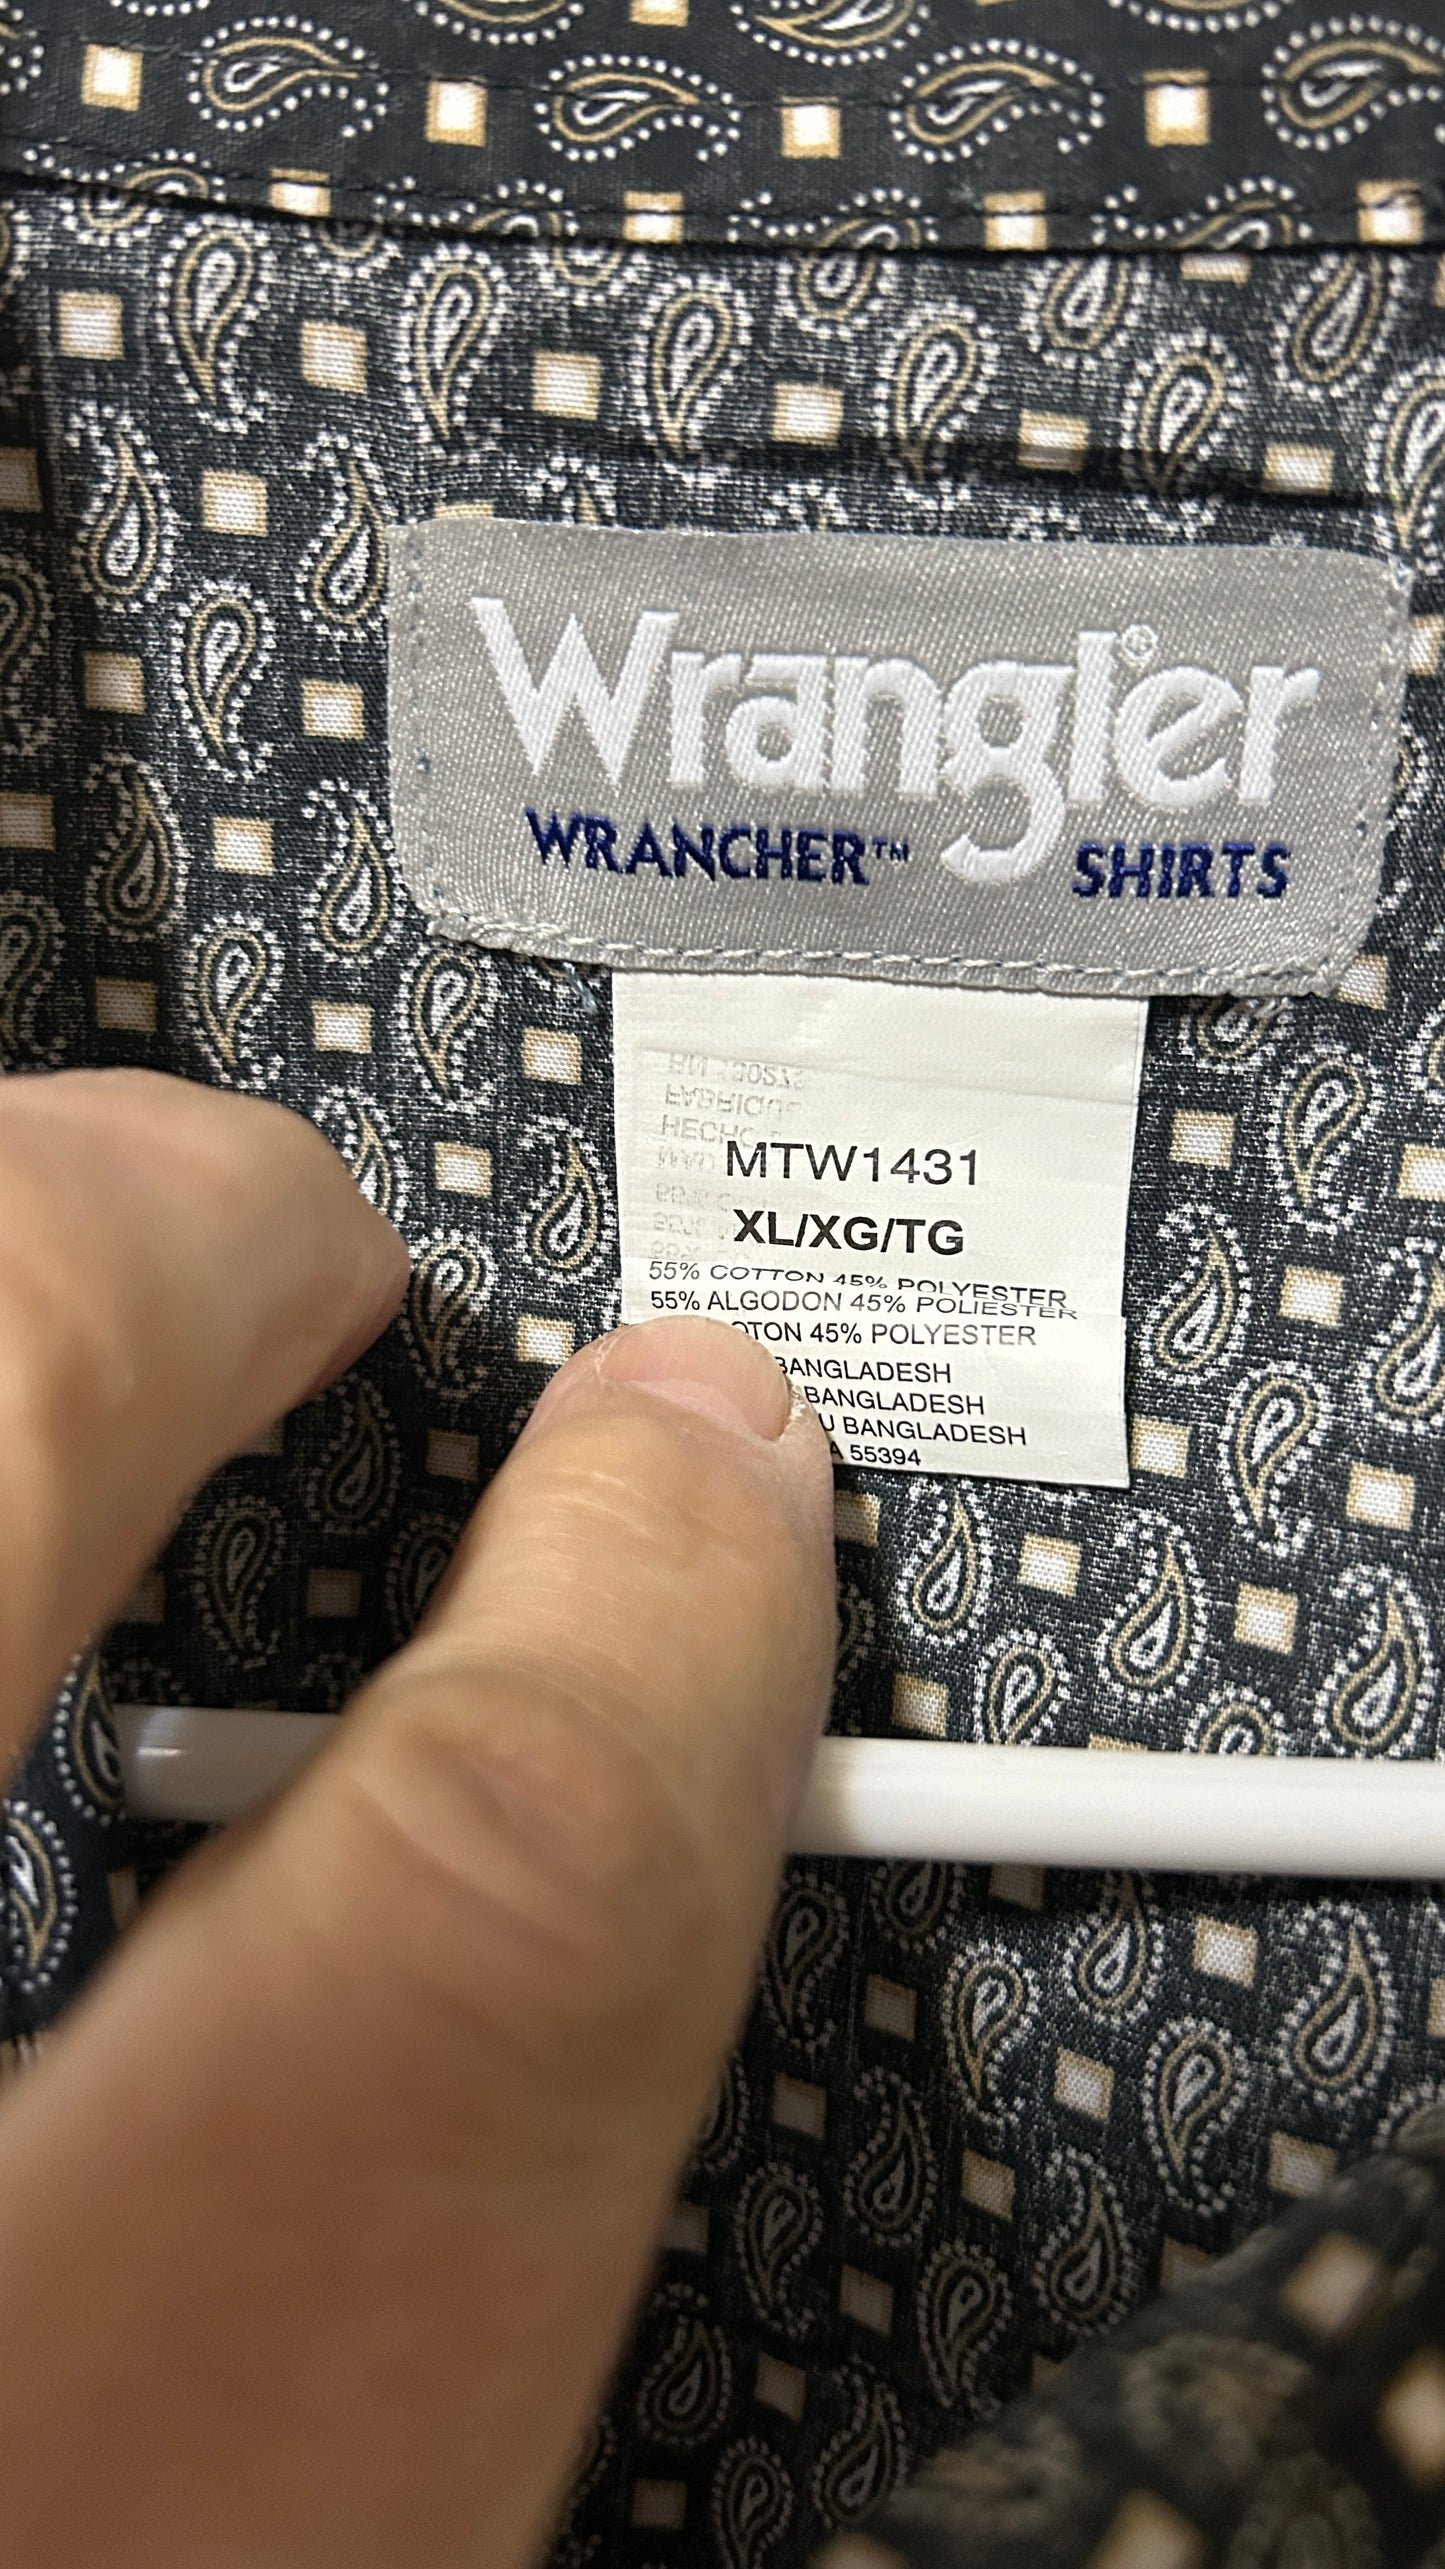 Wrangler®
WRANCHER™ SHIRTS
MTW1431
XL/XG/TG
55% COTTON 45% POLYESTER
55% ALGODON 45% POLIESTER
OTON 45% POLYESTER
BANGLADESH
BANGLADESH
U BANGLADESH
A 55394